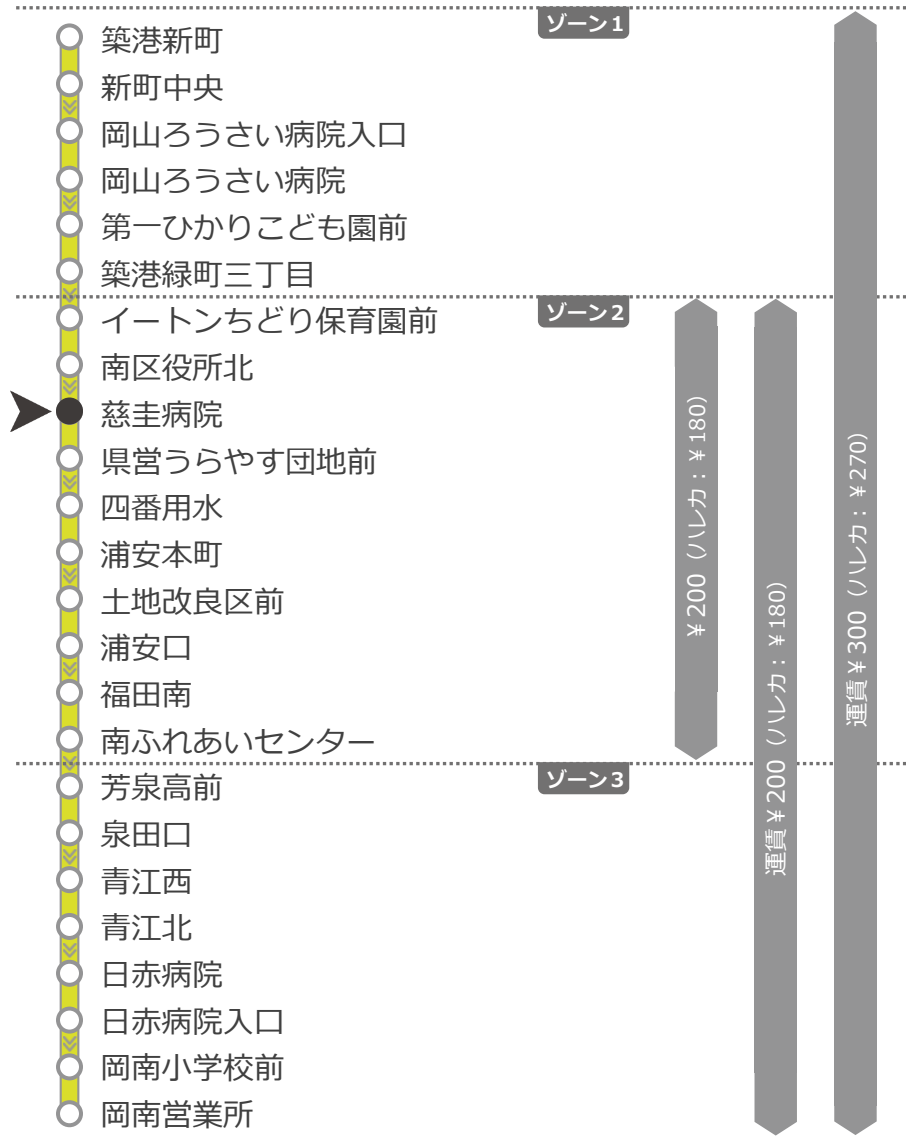 ゾーン1
築港新町
新町中央
岡山ろうさい病院入口
岡山ろうさい病院
第一ひかりこども園前
築港緑町三丁目
イートンちどり保育園前
ゾーン2
南区役所北
慈圭病院
県営うらやす団地前
四番用水
浦安本町
土地改良区前
浦安口
福田南
南ふれあいセンター
芳泉高前
ゾーン3
泉田口
青江西
青江北
日赤病院
日赤病院入口
岡南小学校前
岡南営業所
¥200（ハレカ：¥180）
運賃¥200（ハレカ：¥180）
運賃¥300（ハレカ：¥270）